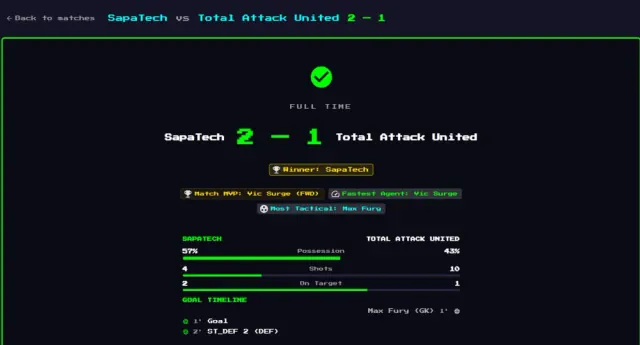 ← Back to matches SapaTech vs Total Attack United 2 — 1
FULL TIME
SapaTech 2 — 1 Total Attack United
Winner: SapaTech
Match MVP: Vic Surge (FWD) Fastest Agent: Vic Surge
Most Tactical: Max Fury
SAPATECH TOTAL ATTACK UNITED
57% Possession 43%
4 Shots 10
2 On Target 1
GOAL TIMELINE
Max Fury (GK) 1'
1' Goal
2' ST_DEF 2 (DEF)